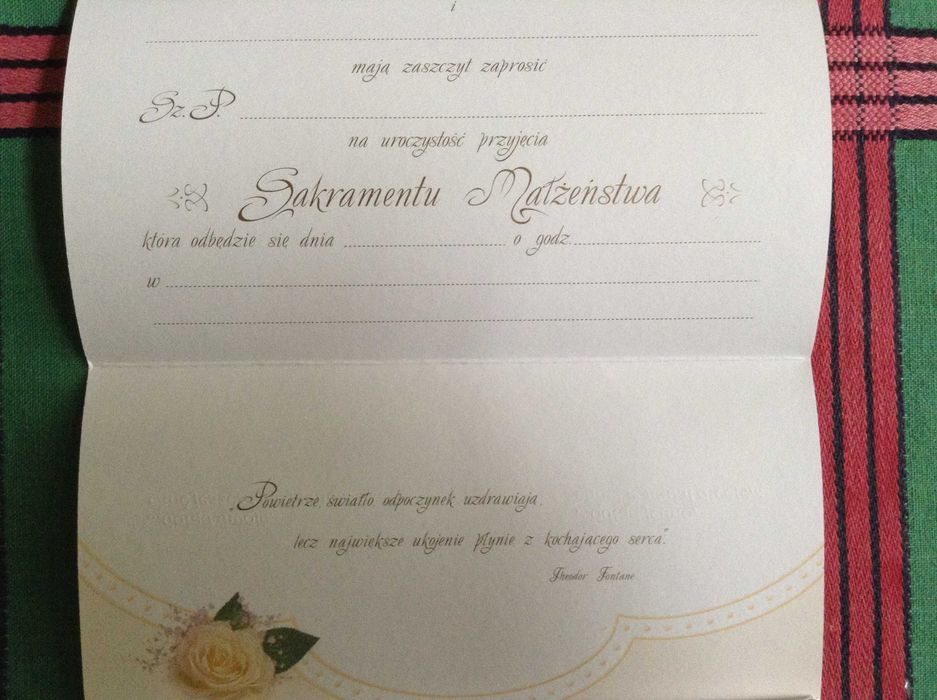 i
mają zaszczyt zaprosić
Sz. P.
na uroczystość przyjęcia
Sakramentu Małżeństwa
która odbędzie się dnia o godz.
w
„Powietrze, światło odpoczynek uzdrawiają,
lecz największe ukojenie płynie z kochającego serca."
Theodor Fontane